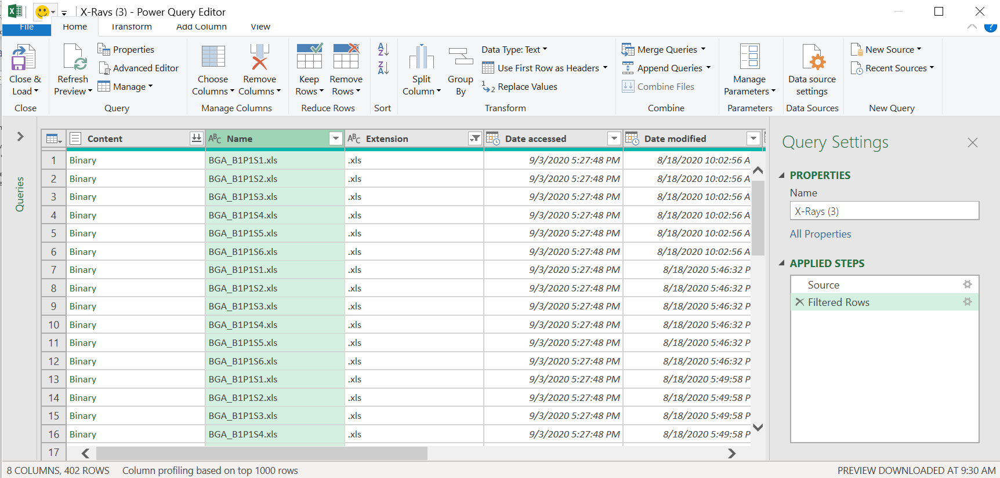 X-Rays (3) - Power Query Editor
File Home Transform Add Column View
Close & Load
Close
Refresh Preview
Properties
Advanced Editor
Manage
Query
Choose Columns
Remove Columns
Manage Columns
Keep Rows
Remove Rows
Reduce Rows
A Z
Z A
Sort
Split Column
Group By
Data Type: Text
Use First Row as Headers
1 2 Replace Values
Transform
Merge Queries
Append Queries
Combine Files
Combine
Manage Parameters
Parameters
Data source settings
Data Sources
New Source
Recent Sources
New Query
Queries
Content ABC Name ABC Extension Date accessed Date modified
1 Binary BGA_B1P1S1.xls .xls 9/3/2020 5:27:48 PM 8/18/2020 10:02:56 A
2 Binary BGA_B1P1S2.xls .xls 9/3/2020 5:27:48 PM 8/18/2020 10:02:56 A
3 Binary BGA_B1P1S3.xls .xls 9/3/2020 5:27:48 PM 8/18/2020 10:02:56 A
4 Binary BGA_B1P1S4.xls .xls 9/3/2020 5:27:48 PM 8/18/2020 10:02:56 A
5 Binary BGA_B1P1S5.xls .xls 9/3/2020 5:27:48 PM 8/18/2020 10:02:56 A
6 Binary BGA_B1P1S6.xls .xls 9/3/2020 5:27:48 PM 8/18/2020 10:02:56 A
7 Binary BGA_B1P1S1.xls .xls 9/3/2020 5:27:48 PM 8/18/2020 5:46:32 P
8 Binary BGA_B1P1S2.xls .xls 9/3/2020 5:27:48 PM 8/18/2020 5:46:32 P
9 Binary BGA_B1P1S3.xls .xls 9/3/2020 5:27:48 PM 8/18/2020 5:46:32 P
10 Binary BGA_B1P1S4.xls .xls 9/3/2020 5:27:48 PM 8/18/2020 5:46:32 P
11 Binary BGA_B1P1S5.xls .xls 9/3/2020 5:27:48 PM 8/18/2020 5:46:32 P
12 Binary BGA_B1P1S6.xls .xls 9/3/2020 5:27:48 PM 8/18/2020 5:46:32 P
13 Binary BGA_B1P1S1.xls .xls 9/3/2020 5:27:48 PM 8/18/2020 5:49:58 P
14 Binary BGA_B1P1S2.xls .xls 9/3/2020 5:27:48 PM 8/18/2020 5:49:58 P
15 Binary BGA_B1P1S3.xls .xls 9/3/2020 5:27:48 PM 8/18/2020 5:49:58 P
16 Binary BGA_B1P1S4.xls .xls 9/3/2020 5:27:48 PM 8/18/2020 5:49:58 P
17
Query Settings
PROPERTIES
Name
X-Rays (3)
All Properties
APPLIED STEPS
Source
Filtered Rows
8 COLUMNS, 402 ROWS Column profiling based on top 1000 rows PREVIEW DOWNLOADED AT 9:30 AM